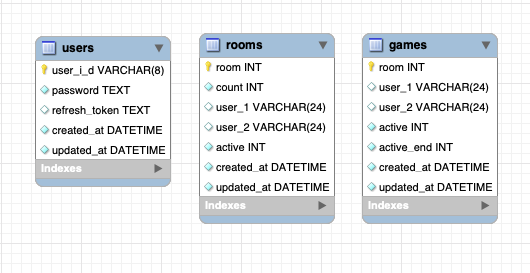 users
user_i_d VARCHAR(8)
password TEXT
refresh_token TEXT
created_at DATETIME
updated_at DATETIME
Indexes
rooms
room INT
count INT
user_1 VARCHAR(24)
user_2 VARCHAR(24)
active INT
created_at DATETIME
updated_at DATETIME
Indexes
games
room INT
user_1 VARCHAR(24)
user_2 VARCHAR(24)
active INT
active_end INT
created_at DATETIME
updated_at DATETIME
Indexes